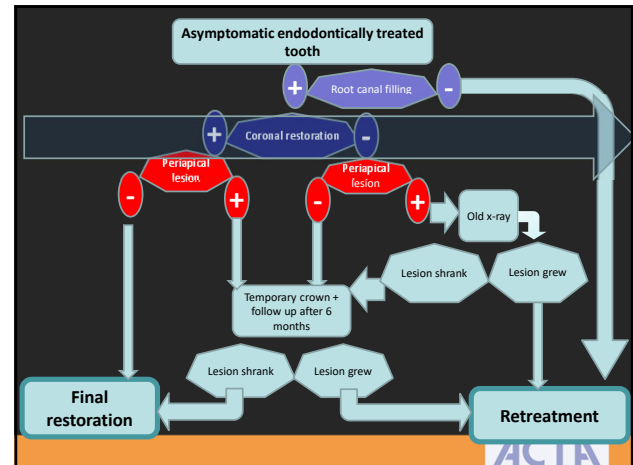 Asymptomatic endodontically treated
tooth
+
Root canal filling
-
+
Coronal restoration
-
Periapical
lesion
Periapical
lesion
-
+
-
+
Old x-ray
Lesion shrank
Lesion grew
Temporary crown +
follow up after 6
months
Lesion shrank
Lesion grew
Final
restoration
Retreatment
ACTA